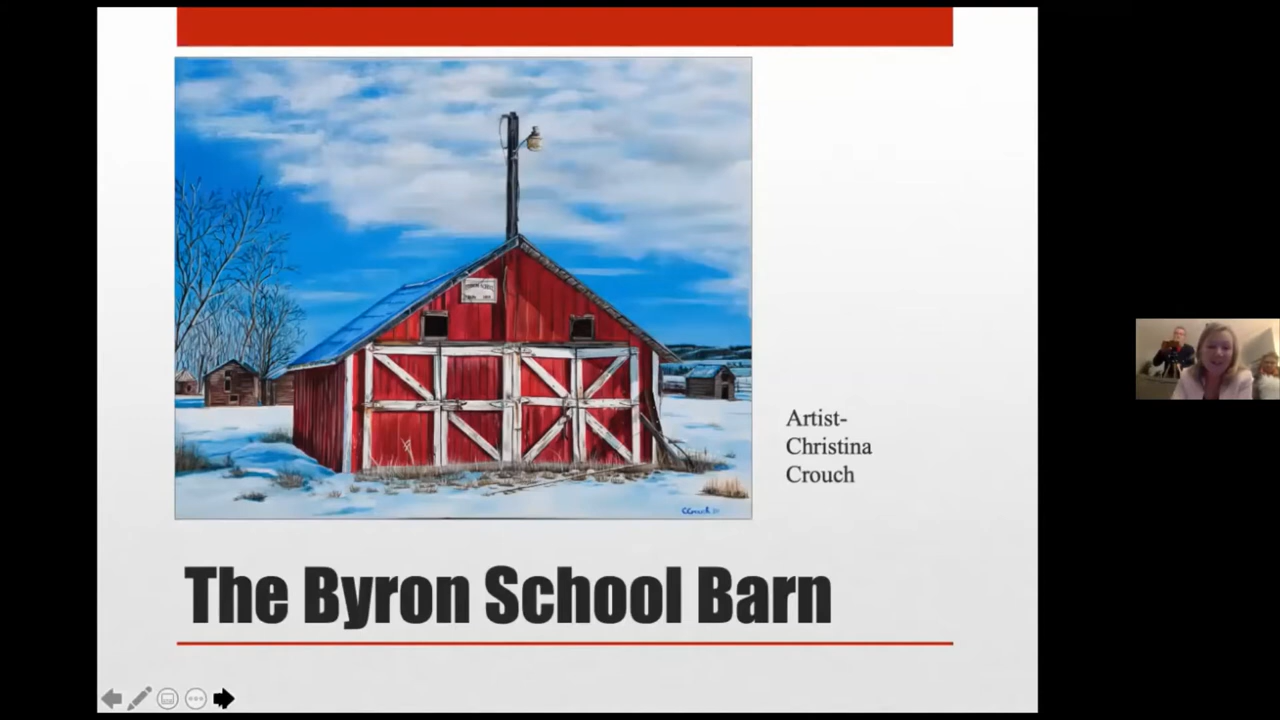 Artist-
Christina
Crouch
The Byron School Barn